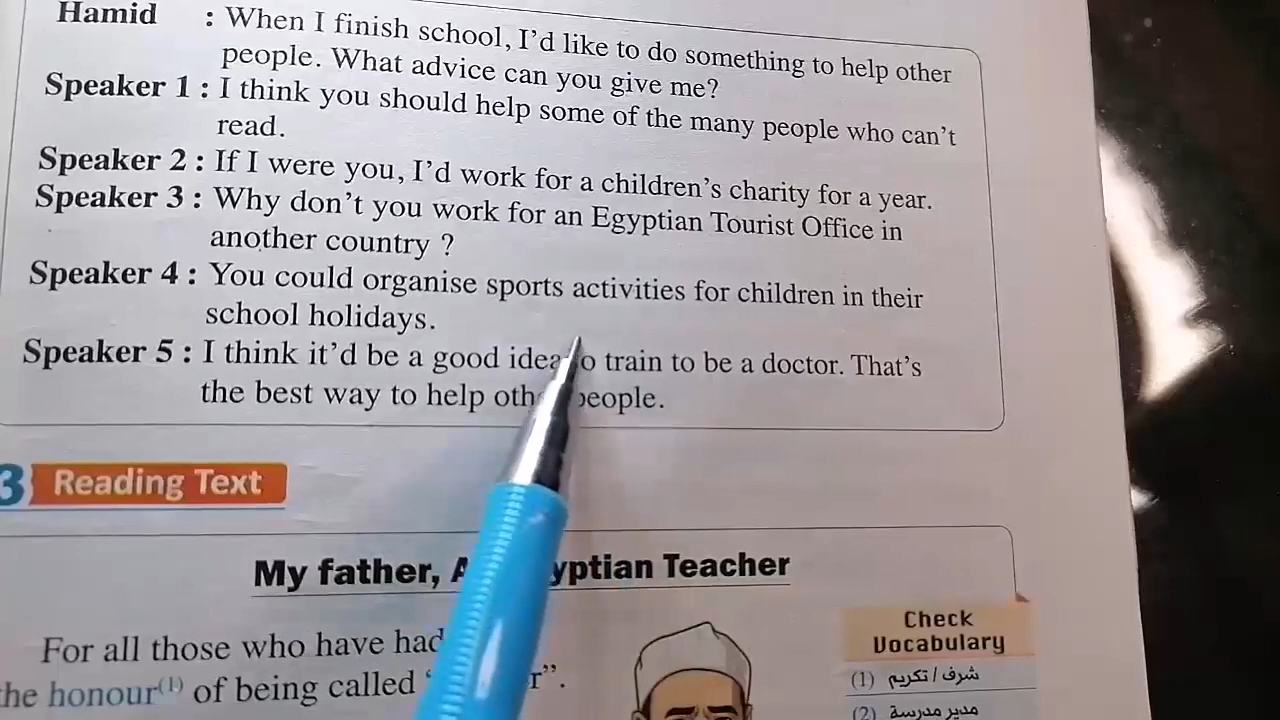 Hamid : When I finish school, I'd like to do something to help other
people. What advice can you give me?
Speaker 1 : I think you should help some of the many people who can't
read.
Speaker 2 : If I were you, I'd work for a children's charity for a year.
Speaker 3 : Why don't you work for an Egyptian Tourist Office in
another country ?
Speaker 4 : You could organise sports activities for children in their
school holidays.
Speaker 5 : I think it'd be a good idea to train to be a doctor. That's
the best way to help other people.
3 Reading Text
My father, An Egyptian Teacher
For all those who have had
the honour(1) of being called
Check
Vocabulary
(1) شرف / تكريم
(2) مدير مدرسة